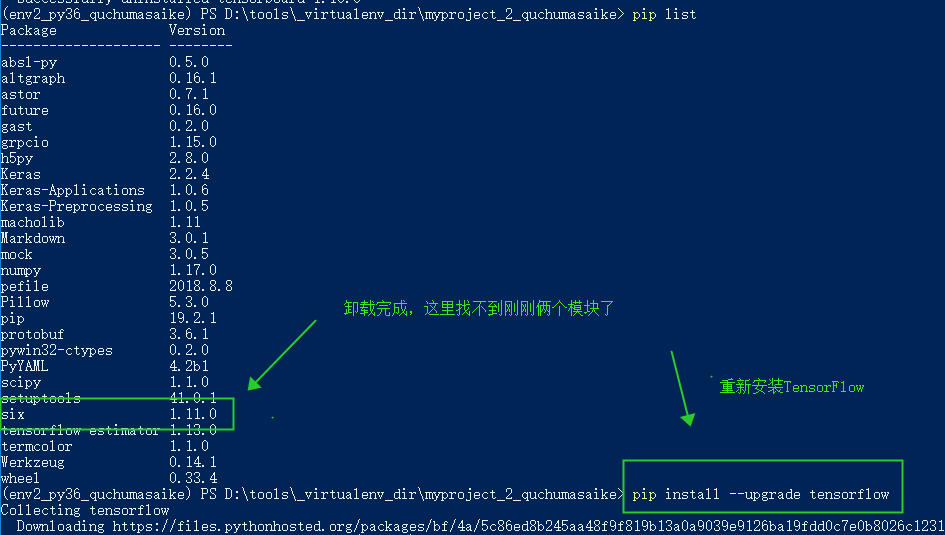 (env2_py36_quchumasaike) PS D:\tools\_virtualenv_dir\myproject_2_quchumasaike> pip list
Package Version
-------------------- --------
absl-py 0.5.0
altgraph 0.16.1
astor 0.7.1
future 0.16.0
gast 0.2.0
grpcio 1.15.0
h5py 2.8.0
Keras 2.2.4
Keras-Applications 1.0.6
Keras-Preprocessing 1.0.5
macholib 1.11
Markdown 3.0.1
mock 3.0.5
numpy 1.17.0
pefile 2018.8.8
Pillow 5.3.0
卸载完成，这里找不到刚刚俩个模块了
pip 19.2.1
protobuf 3.6.1
pywin32-ctypes 0.2.0
PyYAML 4.2b1
scipy 1.1.0
重新安装TensorFlow
setuptools 41.0.1
six 1.11.0
tensorflow estimator 1.13.0
termcolor 1.1.0
Werkzeug 0.14.1
wheel 0.33.4
(env2_py36_quchumasaike) PS D:\tools\_virtualenv_dir\myproject_2_quchumasaike> pip install --upgrade tensorflow
Collecting tensorflow
Downloading https://files.pythonhosted.org/packages/bf/4a/5c86ed8b245aa48f9f819b13a0a9039e9126ba19fdd0c7e0b8026c1231